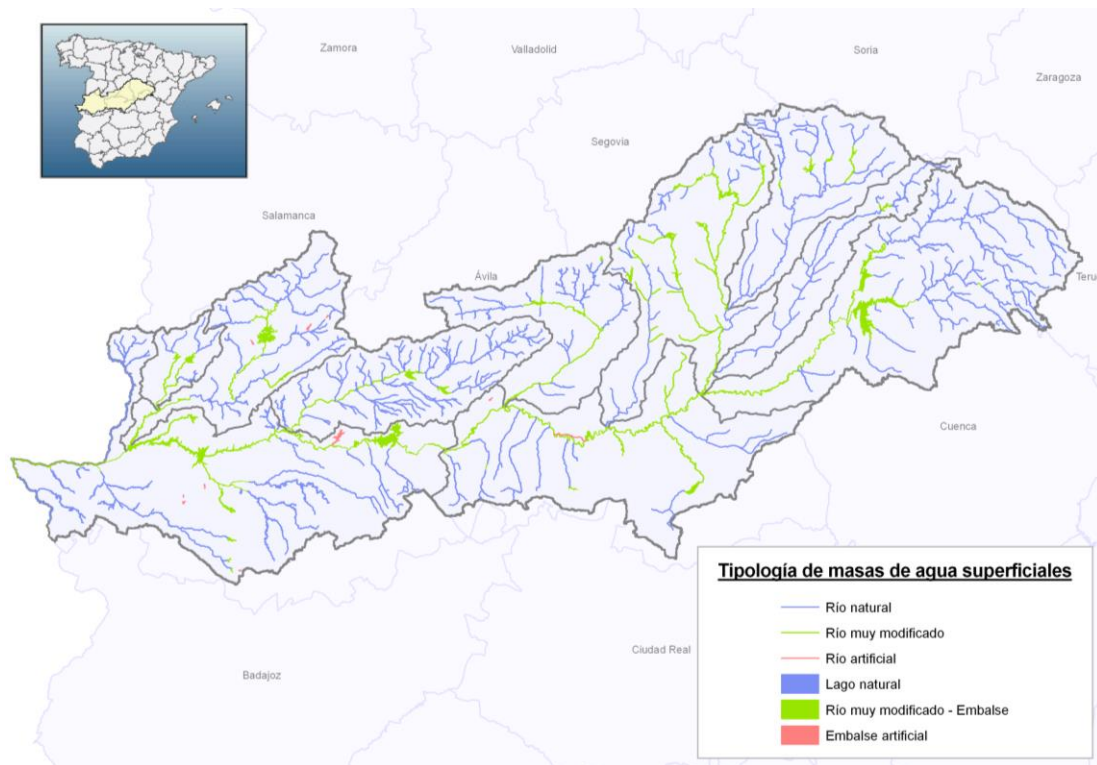 Zamora
Valladolid
Soria
Zaragoza
Segovia
Salamanca
Ávila
Teru
Cuenca
Tipología de masas de agua superficiales
Río natural
Río muy modificado
Río artificial
Lago natural
Río muy modificado - Embalse
Embalse artificial
Ciudad Real
Badajoz